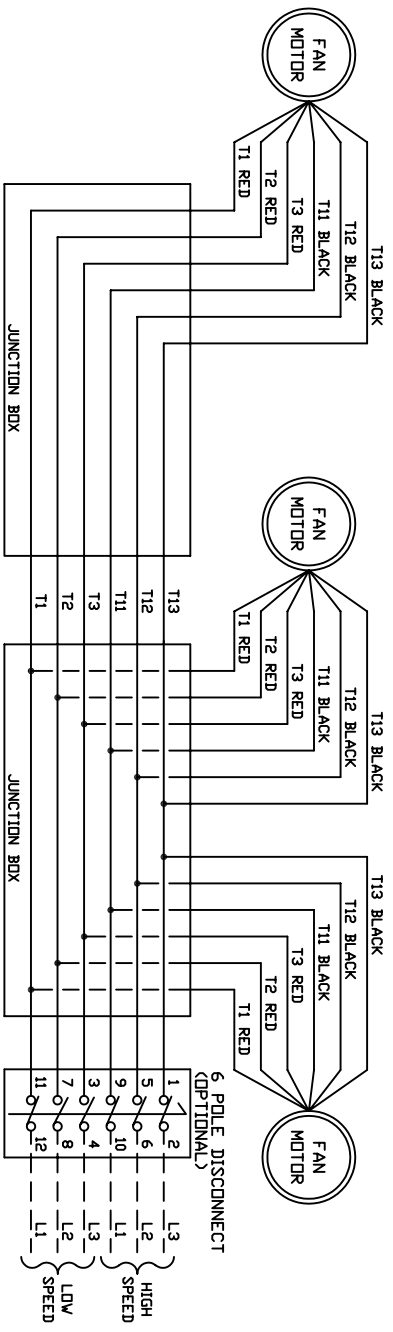 FAN
MOTOR
T13 BLACK
T12 BLACK
T11 BLACK
T3 RED
T2 RED
T1 RED
JUNCTION BOX
FAN
MOTOR
T13 BLACK
T12 BLACK
T11 BLACK
T3 RED
T2 RED
T1 RED
T13
T12
T11
T3
T2
T1
JUNCTION BOX
T13 BLACK
T12 BLACK
T11 BLACK
T3 RED
T2 RED
T1 RED
FAN
MOTOR
6 POLE DISCONNECT
(OPTIONAL)
1 2 L3
5 6 L2
9 10 L1
3 4 L3
7 8 L2
11 12 L1
HIGH
SPEED
LOW
SPEED